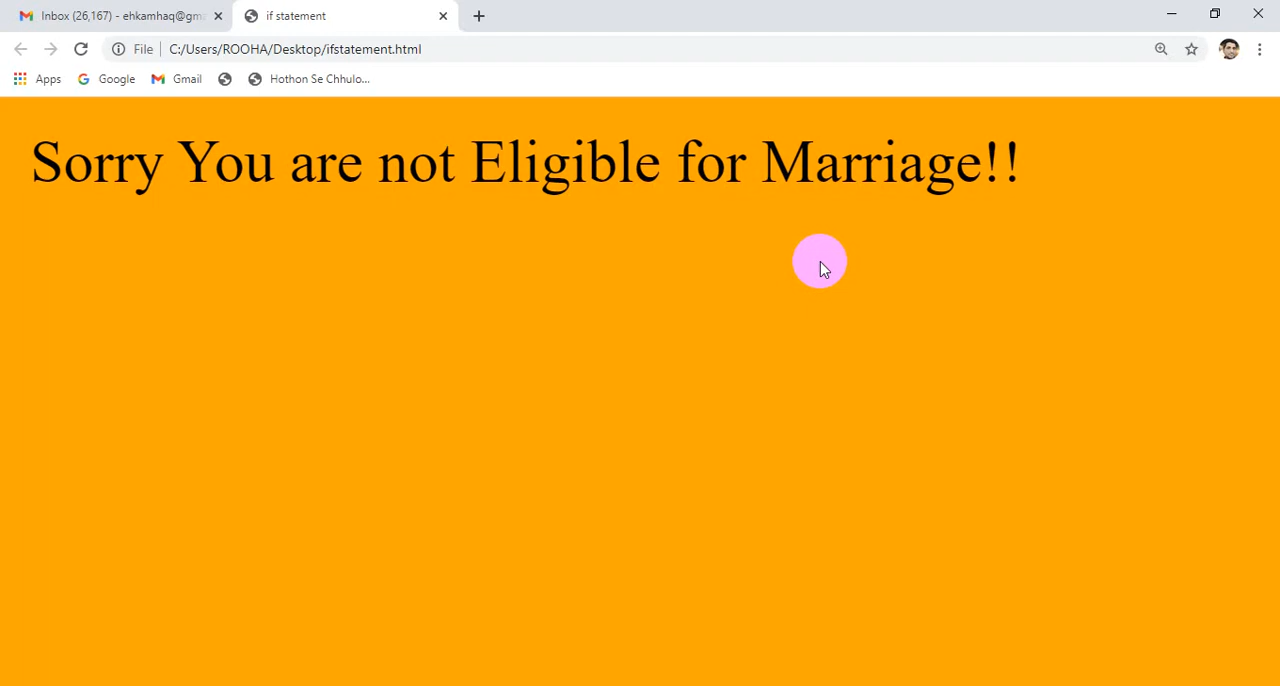 Inbox (26,167) - ehkamhaq@gm
if statement
File
C:/Users/ROOHA/Desktop/ifstatement.html
Apps
Google
Gmail
Hothon Se Chhulo...
Sorry You are not Eligible for Marriage!!